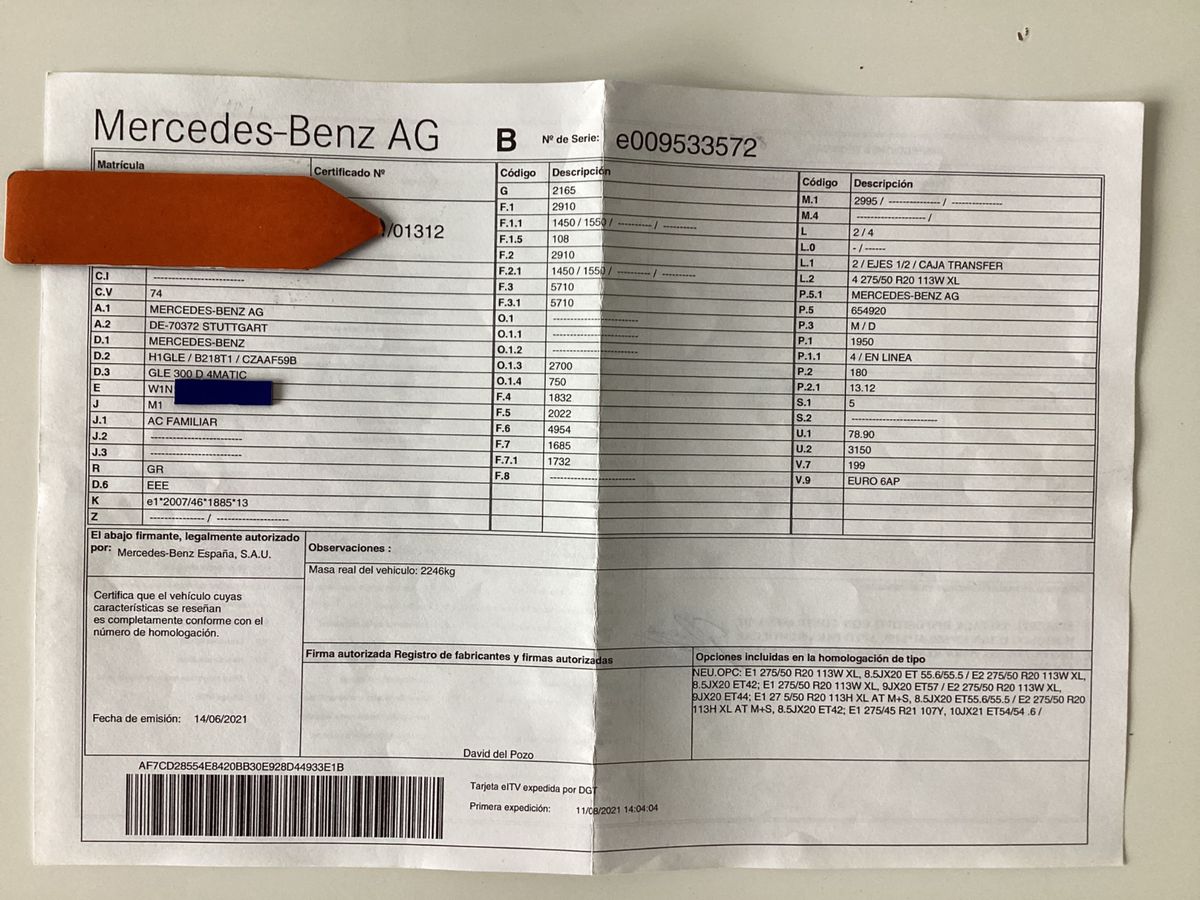 Mercedes-Benz AG B Nº de Serie: e009533572
Matrícula
Certificado Nº
/01312
C.I -----------------------
C.V 74
A.1 MERCEDES-BENZ AG
A.2 DE-70372 STUTTGART
D.1 MERCEDES-BENZ
D.2 H1GLE / B218T1 / CZAAF59B
D.3 GLE 300 D 4MATIC
E W1N
J M1
J.1 AC FAMILIAR
J.2 -----------------------
J.3 -----------------------
R GR
D.6 EEE
K e1*2007/46*1885*13
Z -------------- / ------------------
Código Descripción
G 2165
F.1 2910
F.1.1 1450 / 1550 / --------- / ---------
F.1.5 108
F.2 2910
F.2.1 1450 / 1550 / --------- / ---------
F.3 5710
F.3.1 5710
O.1 ---------------------
O.1.1 ---------------------
O.1.2 ---------------------
O.1.3 2700
O.1.4 750
F.4 1832
F.5 2022
F.6 4954
F.7 1685
F.7.1 1732
F.8 ---------------------
Código Descripción
M.1 2995 / -------------- / -------------
M.4 ------------------ /
L 2 / 4
L.0 - / ------
L.1 2 / EJES 1/2 / CAJA TRANSFER
L.2 4 275/50 R20 113W XL
P.5.1 MERCEDES-BENZ AG
P.5 654920
P.3 M / D
P.1 1950
P.1.1 4 / EN LINEA
P.2 180
P.2.1 13.12
S.1 5
S.2 ----------------------
U.1 78.90
U.2 3150
V.7 199
V.9 EURO 6AP
El abajo firmante, legalmente autorizado
por: Mercedes-Benz España, S.A.U.
Certifica que el vehículo cuyas
características se reseñan
es completamente conforme con el
número de homologación.
Fecha de emisión: 14/06/2021
Observaciones :
Masa real del vehiculo: 2246kg
Firma autorizada Registro de fabricantes y firmas autorizadas
David del Pozo
Opciones incluidas en la homologación de tipo
NEU.OPC: E1 275/50 R20 113W XL, 8.5JX20 ET 55.6/55.5 / E2 275/50 R20 113W XL,
8.5JX20 ET42; E1 275/50 R20 113W XL, 9JX20 ET57 / E2 275/50 R20 113W XL,
9JX20 ET44; E1 27 5/50 R20 113H XL AT M+S, 8.5JX20 ET55.6/55.5 / E2 275/50 R20
113H XL AT M+S, 8.5JX20 ET42; E1 275/45 R21 107Y, 10JX21 ET54/54 .6 /
AF7CD28554E8420BB30E928D44933E1B
Tarjeta eITV expedida por DGT
Primera expedición: 11/08/2021 14:04:04